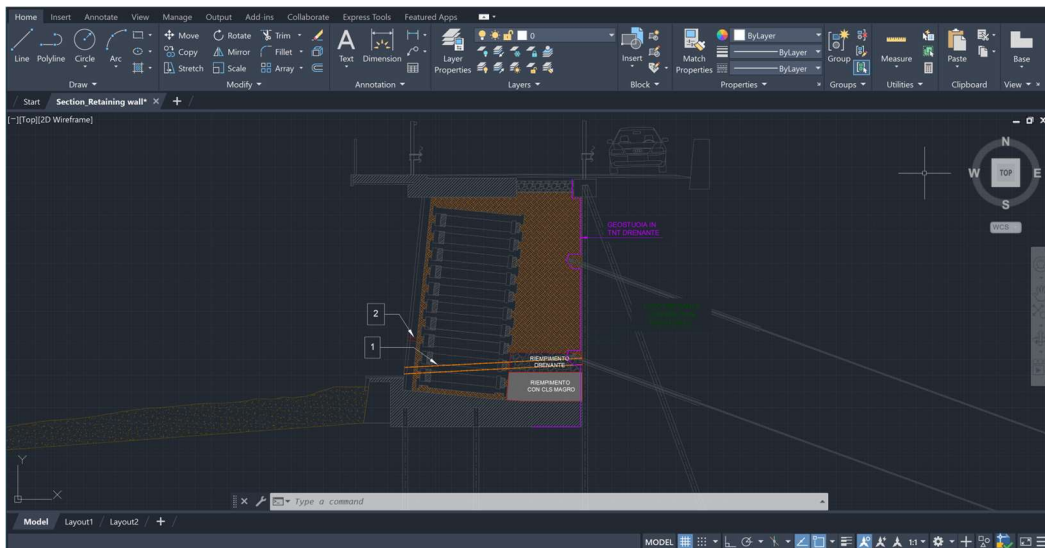 Home Insert Annotate View Manage Output Add-ins Collaborate Express Tools Featured Apps
Line Polyline Circle Arc
Move Rotate Trim
Copy Mirror Fillet
Stretch Scale Array
Text Dimension
Layer Properties
0
Insert
Match Properties
ByLayer
ByLayer
ByLayer
Group
Measure
Paste
Base
Draw Modify Annotation Layers Block Properties Groups Utilities Clipboard View
Start Section_Retaining wall*
[−][Top][2D Wireframe]
N
W TOP E
S
WCS
GEOSTUOIA IN
TNT DRENANTE
2
1
RIEMPIMENTO
DRENANTE
RIEMPIMENTO
CON CLS MAGRO
Y
X
Type a command
Model Layout1 Layout2
MODEL 1:1